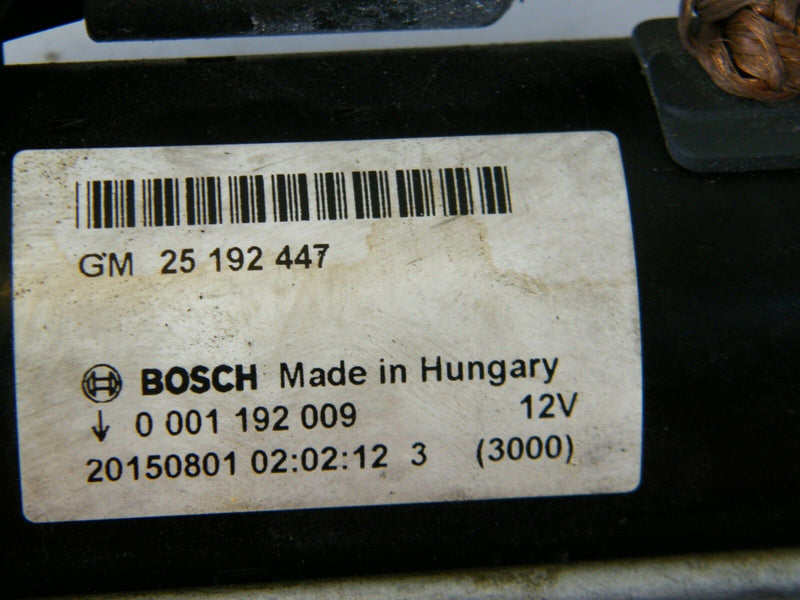 GM 25 192 447
BOSCH Made in Hungary
↓ 0 001 192 009 12V
20150801 02:02:12 3 (3000)